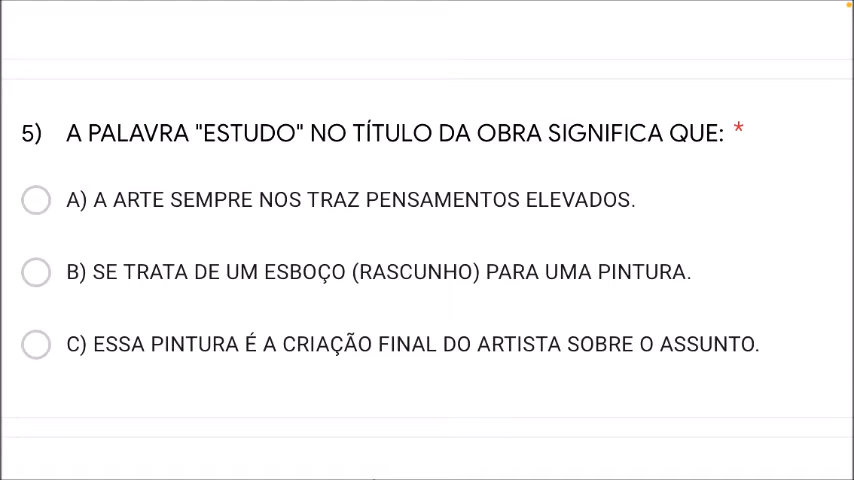 5) A PALAVRA "ESTUDO" NO TÍTULO DA OBRA SIGNIFICA QUE: *
A) A ARTE SEMPRE NOS TRAZ PENSAMENTOS ELEVADOS.
B) SE TRATA DE UM ESBOÇO (RASCUNHO) PARA UMA PINTURA.
C) ESSA PINTURA É A CRIAÇÃO FINAL DO ARTISTA SOBRE O ASSUNTO.